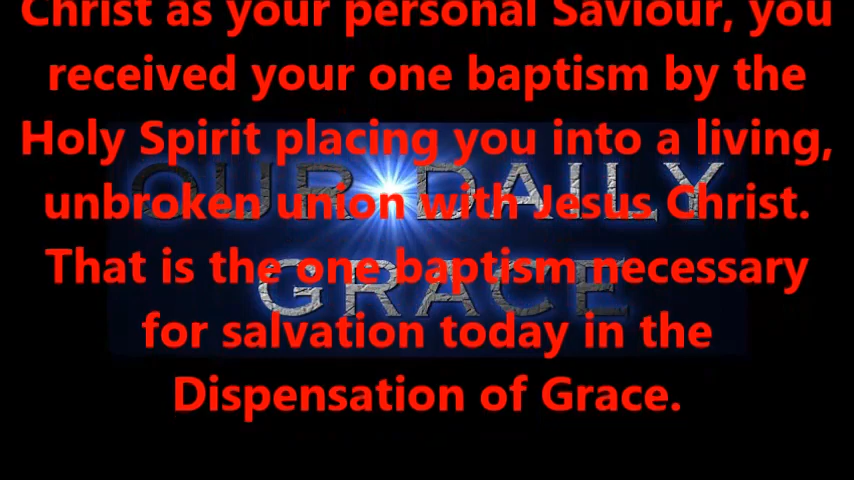 Christ as your personal Saviour, you
received your one baptism by the
Holy Spirit placing you into a living,
OUR DAILY
unbroken union with Jesus Christ.
That is the one baptism necessary
GRACE
for salvation today in the
Dispensation of Grace.